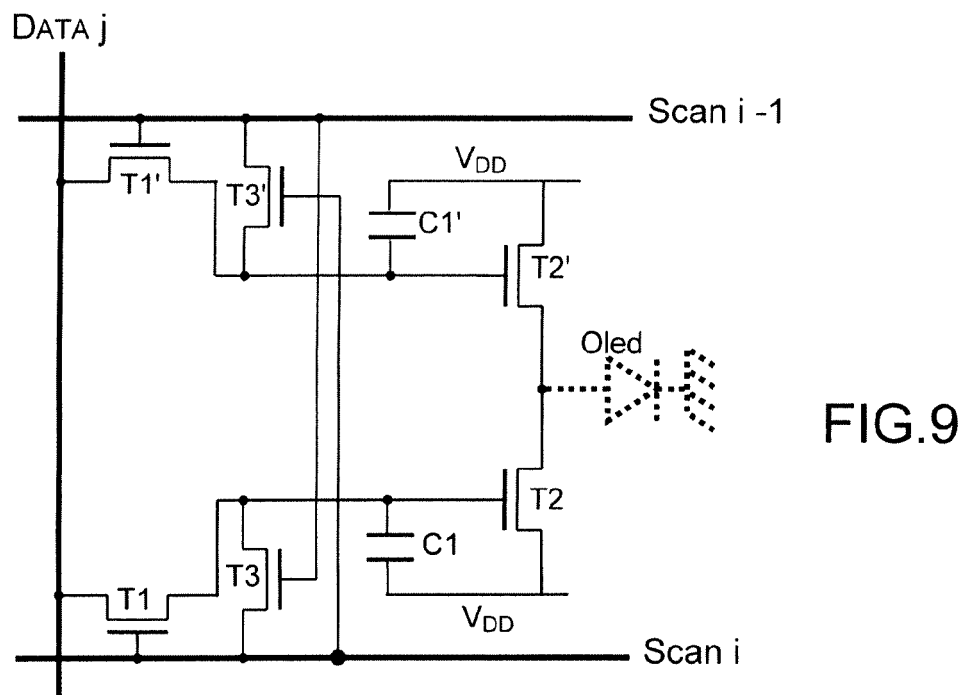 DATA j
Scan i -1
VDD
T1'
T3'
C1'
T2'
Oled
FIG.9
T2
C1
T3
T1
VDD
Scan i